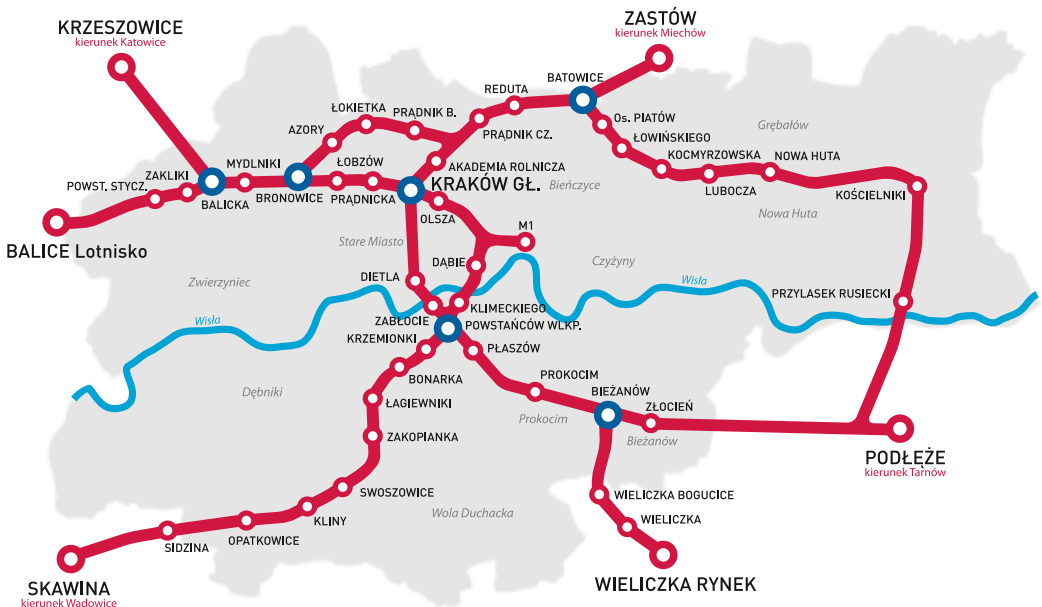 KRZESZOWICE
kierunek Katowice
ZASTÓW
kierunek Miechów
BATOWICE
REDUTA
ŁOKIETKA
PRĄDNIK B.
PRĄDNIK CZ.
Os. PIATÓW
Grębałów
AZORY
ŁOWIŃSKIEGO
MYDLNIKI
ŁOBZÓW
AKADEMIA ROLNICZA
KOCMYRZOWSKA
NOWA HUTA
ZAKLIKI
POWST. STYCZ.
KRAKÓW GŁ.
Bieńczyce
LUBOCZA
BALICKA
BRONOWICE
PRĄDNICKA
KOŚCIELNIKI
OLSZA
Nowa Huta
M1
BALICE Lotnisko
Stare Miasto
DĄBIE
Czyżyny
Zwierzyniec
DIETLA
Wisła
PRZYLASEK RUSIECKI
KLIMECKIEGO
Wisła
ZABŁOCIE
POWSTAŃCÓW WLKP.
KRZEMIONKI
PŁASZÓW
BONARKA
PROKOCIM
BIEŻANÓW
Dębniki
ŁAGIEWNIKI
ZŁOCIEŃ
Prokocim
ZAKOPIANKA
Bieżanów
PODŁĘŻE
kierunek Tarnów
SWOSZOWICE
WIELICZKA BOGUCICE
Wola Duchacka
KLINY
WIELICZKA
OPATKOWICE
SIDZINA
SKAWINA
kierunek Wadowice
WIELICZKA RYNEK